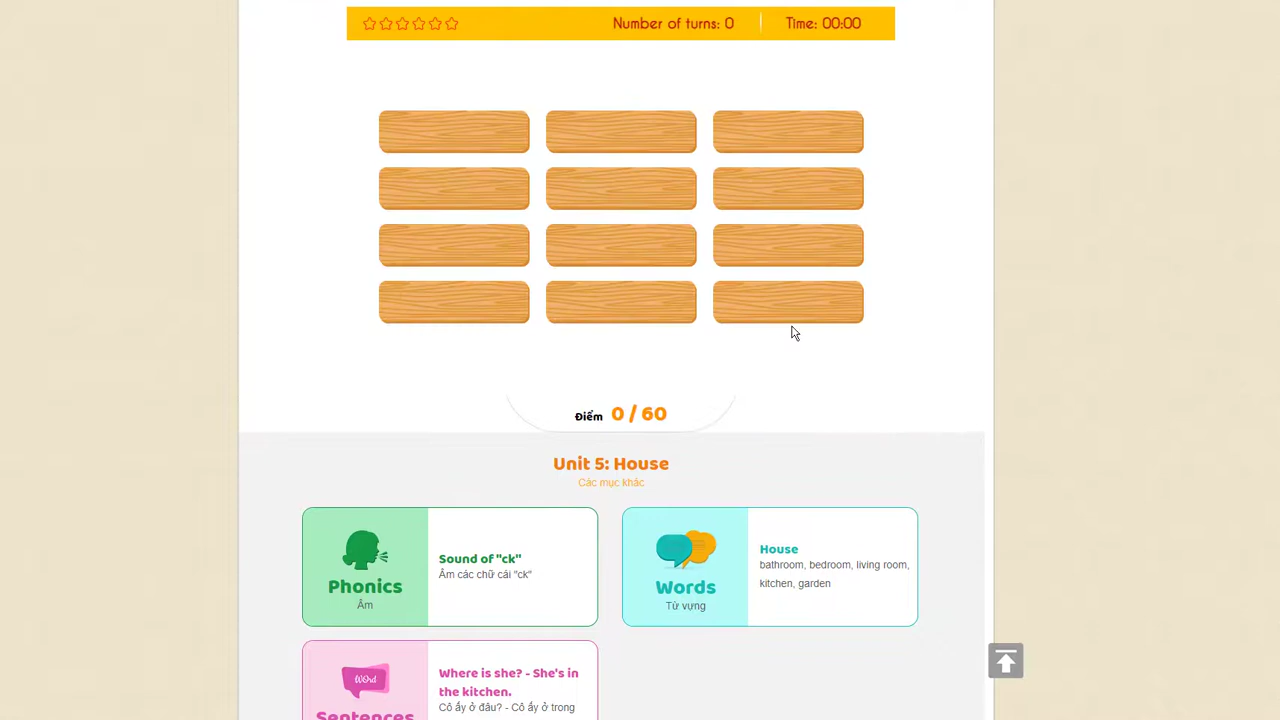 Number of turns: 0
Time: 00:00
Điểm 0 / 60
Unit 5: House
Các mục khác
Phonics
Âm
Sound of "ck"
Âm các chữ cái "ck"
Words
Từ vựng
House
bathroom, bedroom, living room,
kitchen, garden
Word
Sentences
Where is she? - She's in
the kitchen.
Cô ấy ở đâu? - Cô ấy ở trong